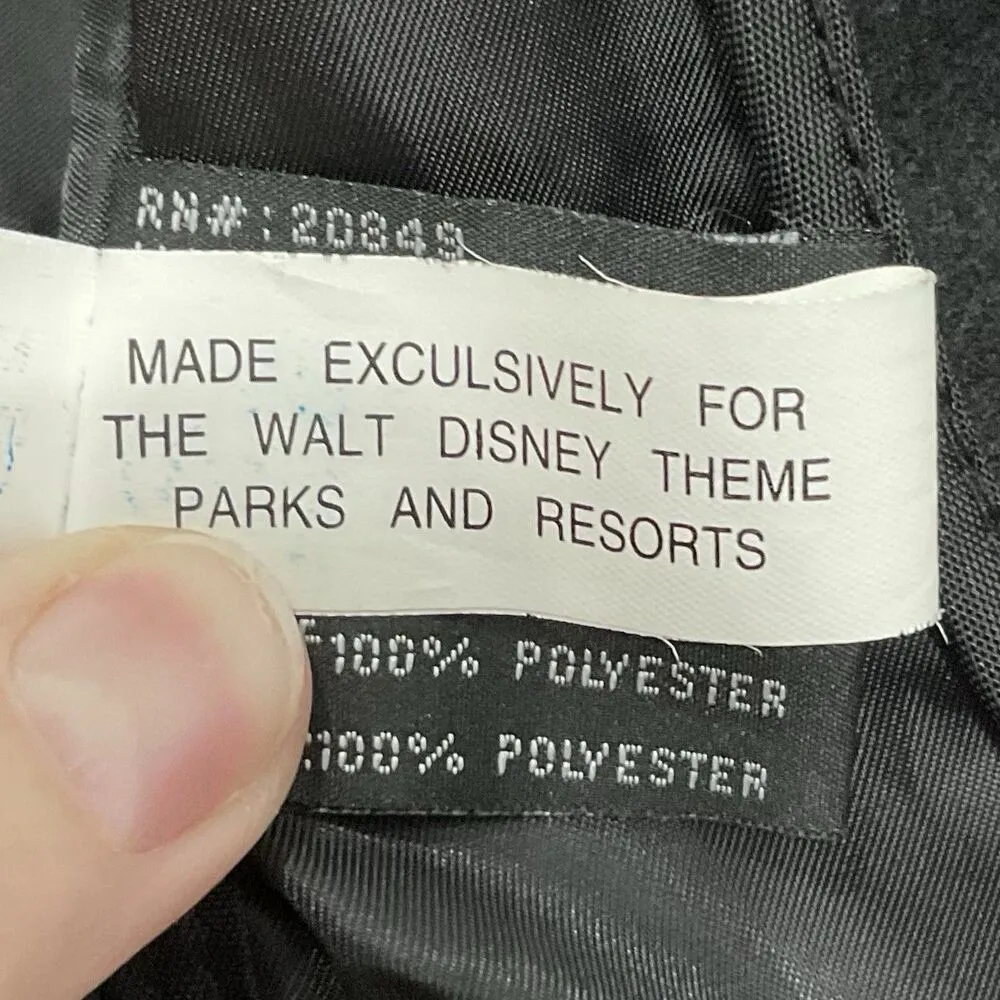 RN#:20849
MADE EXCULSIVELY FOR
THE WALT DISNEY THEME
PARKS AND RESORTS
100% POLYESTER
:100% POLYESTER